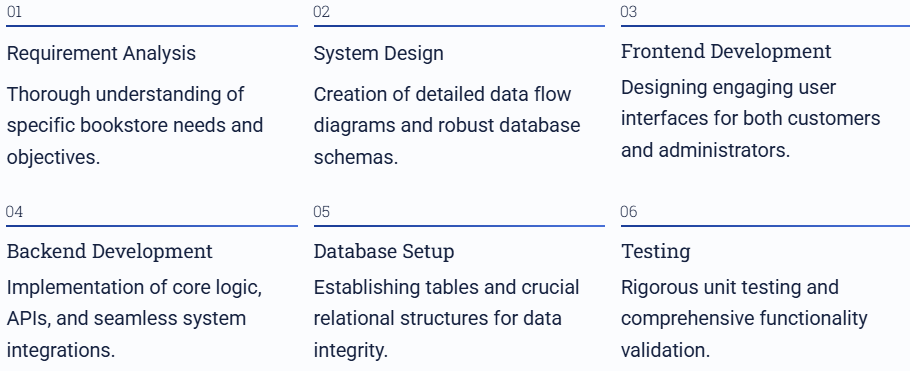 01
Requirement Analysis
Thorough understanding of
specific bookstore needs and
objectives.
02
System Design
Creation of detailed data flow
diagrams and robust database
schemas.
03
Frontend Development
Designing engaging user
interfaces for both customers
and administrators.
04
Backend Development
Implementation of core logic,
APIs, and seamless system
integrations.
05
Database Setup
Establishing tables and crucial
relational structures for data
integrity.
06
Testing
Rigorous unit testing and
comprehensive functionality
validation.